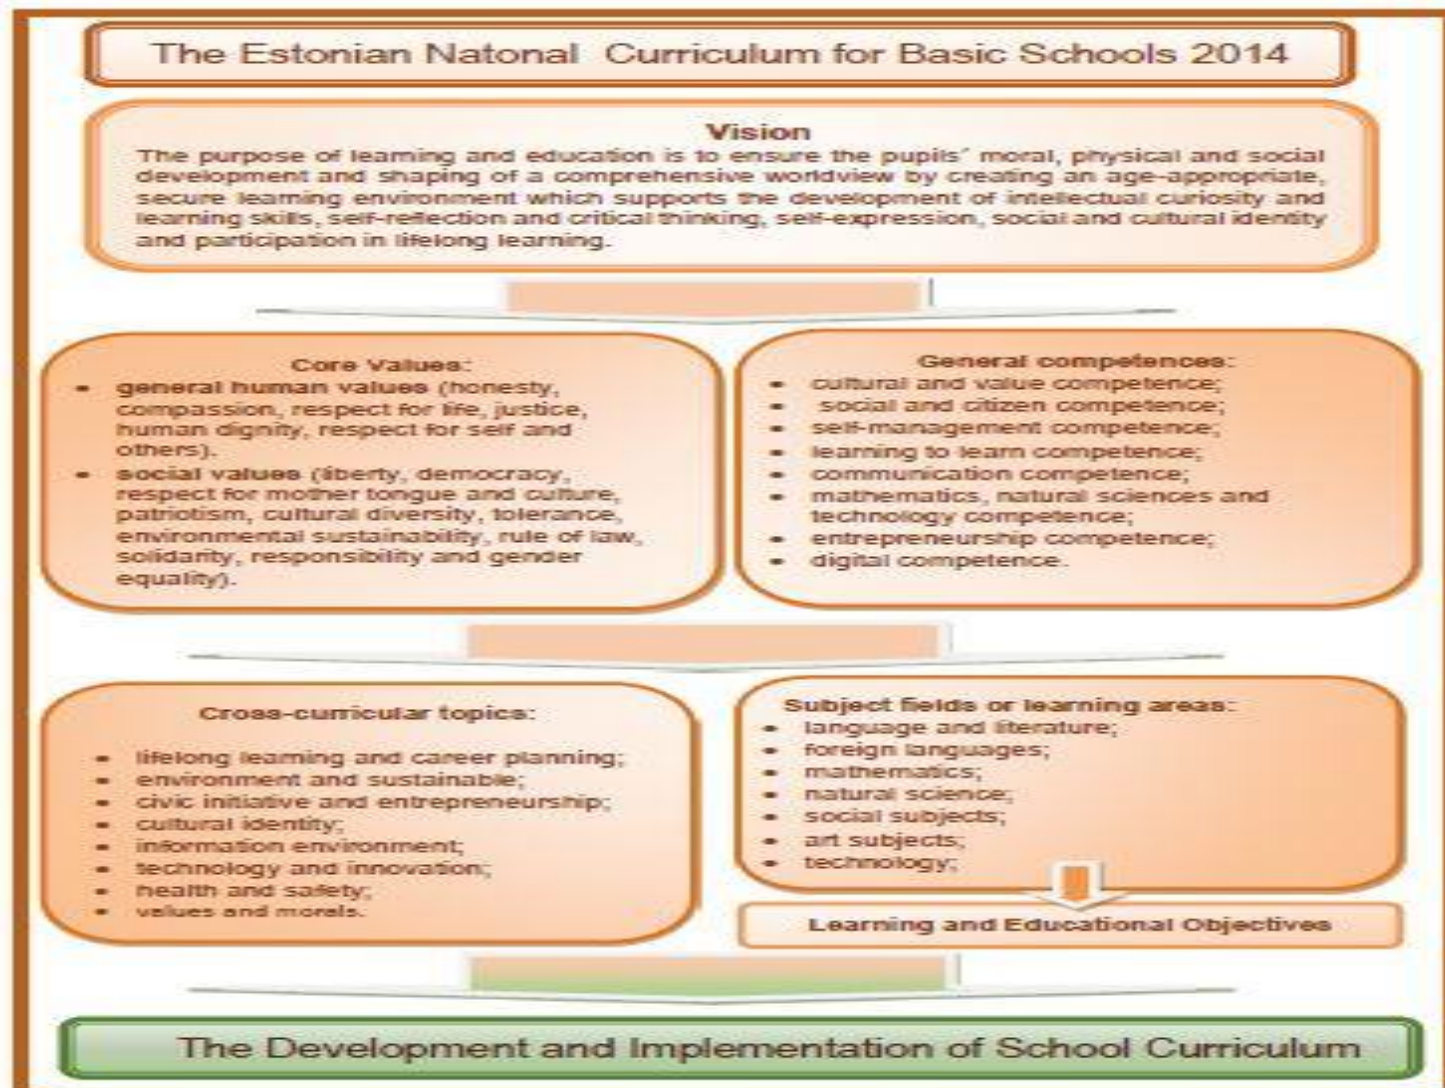 The Estonian Natonal Curriculum for Basic Schools 2014
Vision
The purpose of learning and education is to ensure the pupils´ moral, physical and social
development and shaping of a comprehensive worldview by creating an age-appropriate,
secure learning environment which supports the development of intellectual curiosity and
learning skills, self-reflection and critical thinking, self-expression, social and cultural identity
and participation in lifelong learning.
Core Values:
• general human values (honesty,
compassion, respect for life, justice,
human dignity, respect for self and
others).
• social values (liberty, democracy,
respect for mother tongue and culture,
patriotism, cultural diversity, tolerance,
environmental sustainability, rule of law,
solidarity, responsibility and gender
equality).
General competences:
• cultural and value competence;
• social and citizen competence;
• self-management competence;
• learning to learn competence;
• communication competence;
• mathematics, natural sciences and
technology competence;
• entrepreneurship competence;
• digital competence.
Cross-curricular topics:
• lifelong learning and career planning;
• environment and sustainable;
• civic initiative and entrepreneurship;
• cultural identity;
• information environment;
• technology and innovation;
• health and safety;
• values and morals.
Subject fields or learning areas:
• language and literature;
• foreign languages;
• mathematics;
• natural science;
• social subjects;
• art subjects;
• technology;
Learning and Educational Objectives
The Development and Implementation of School Curriculum